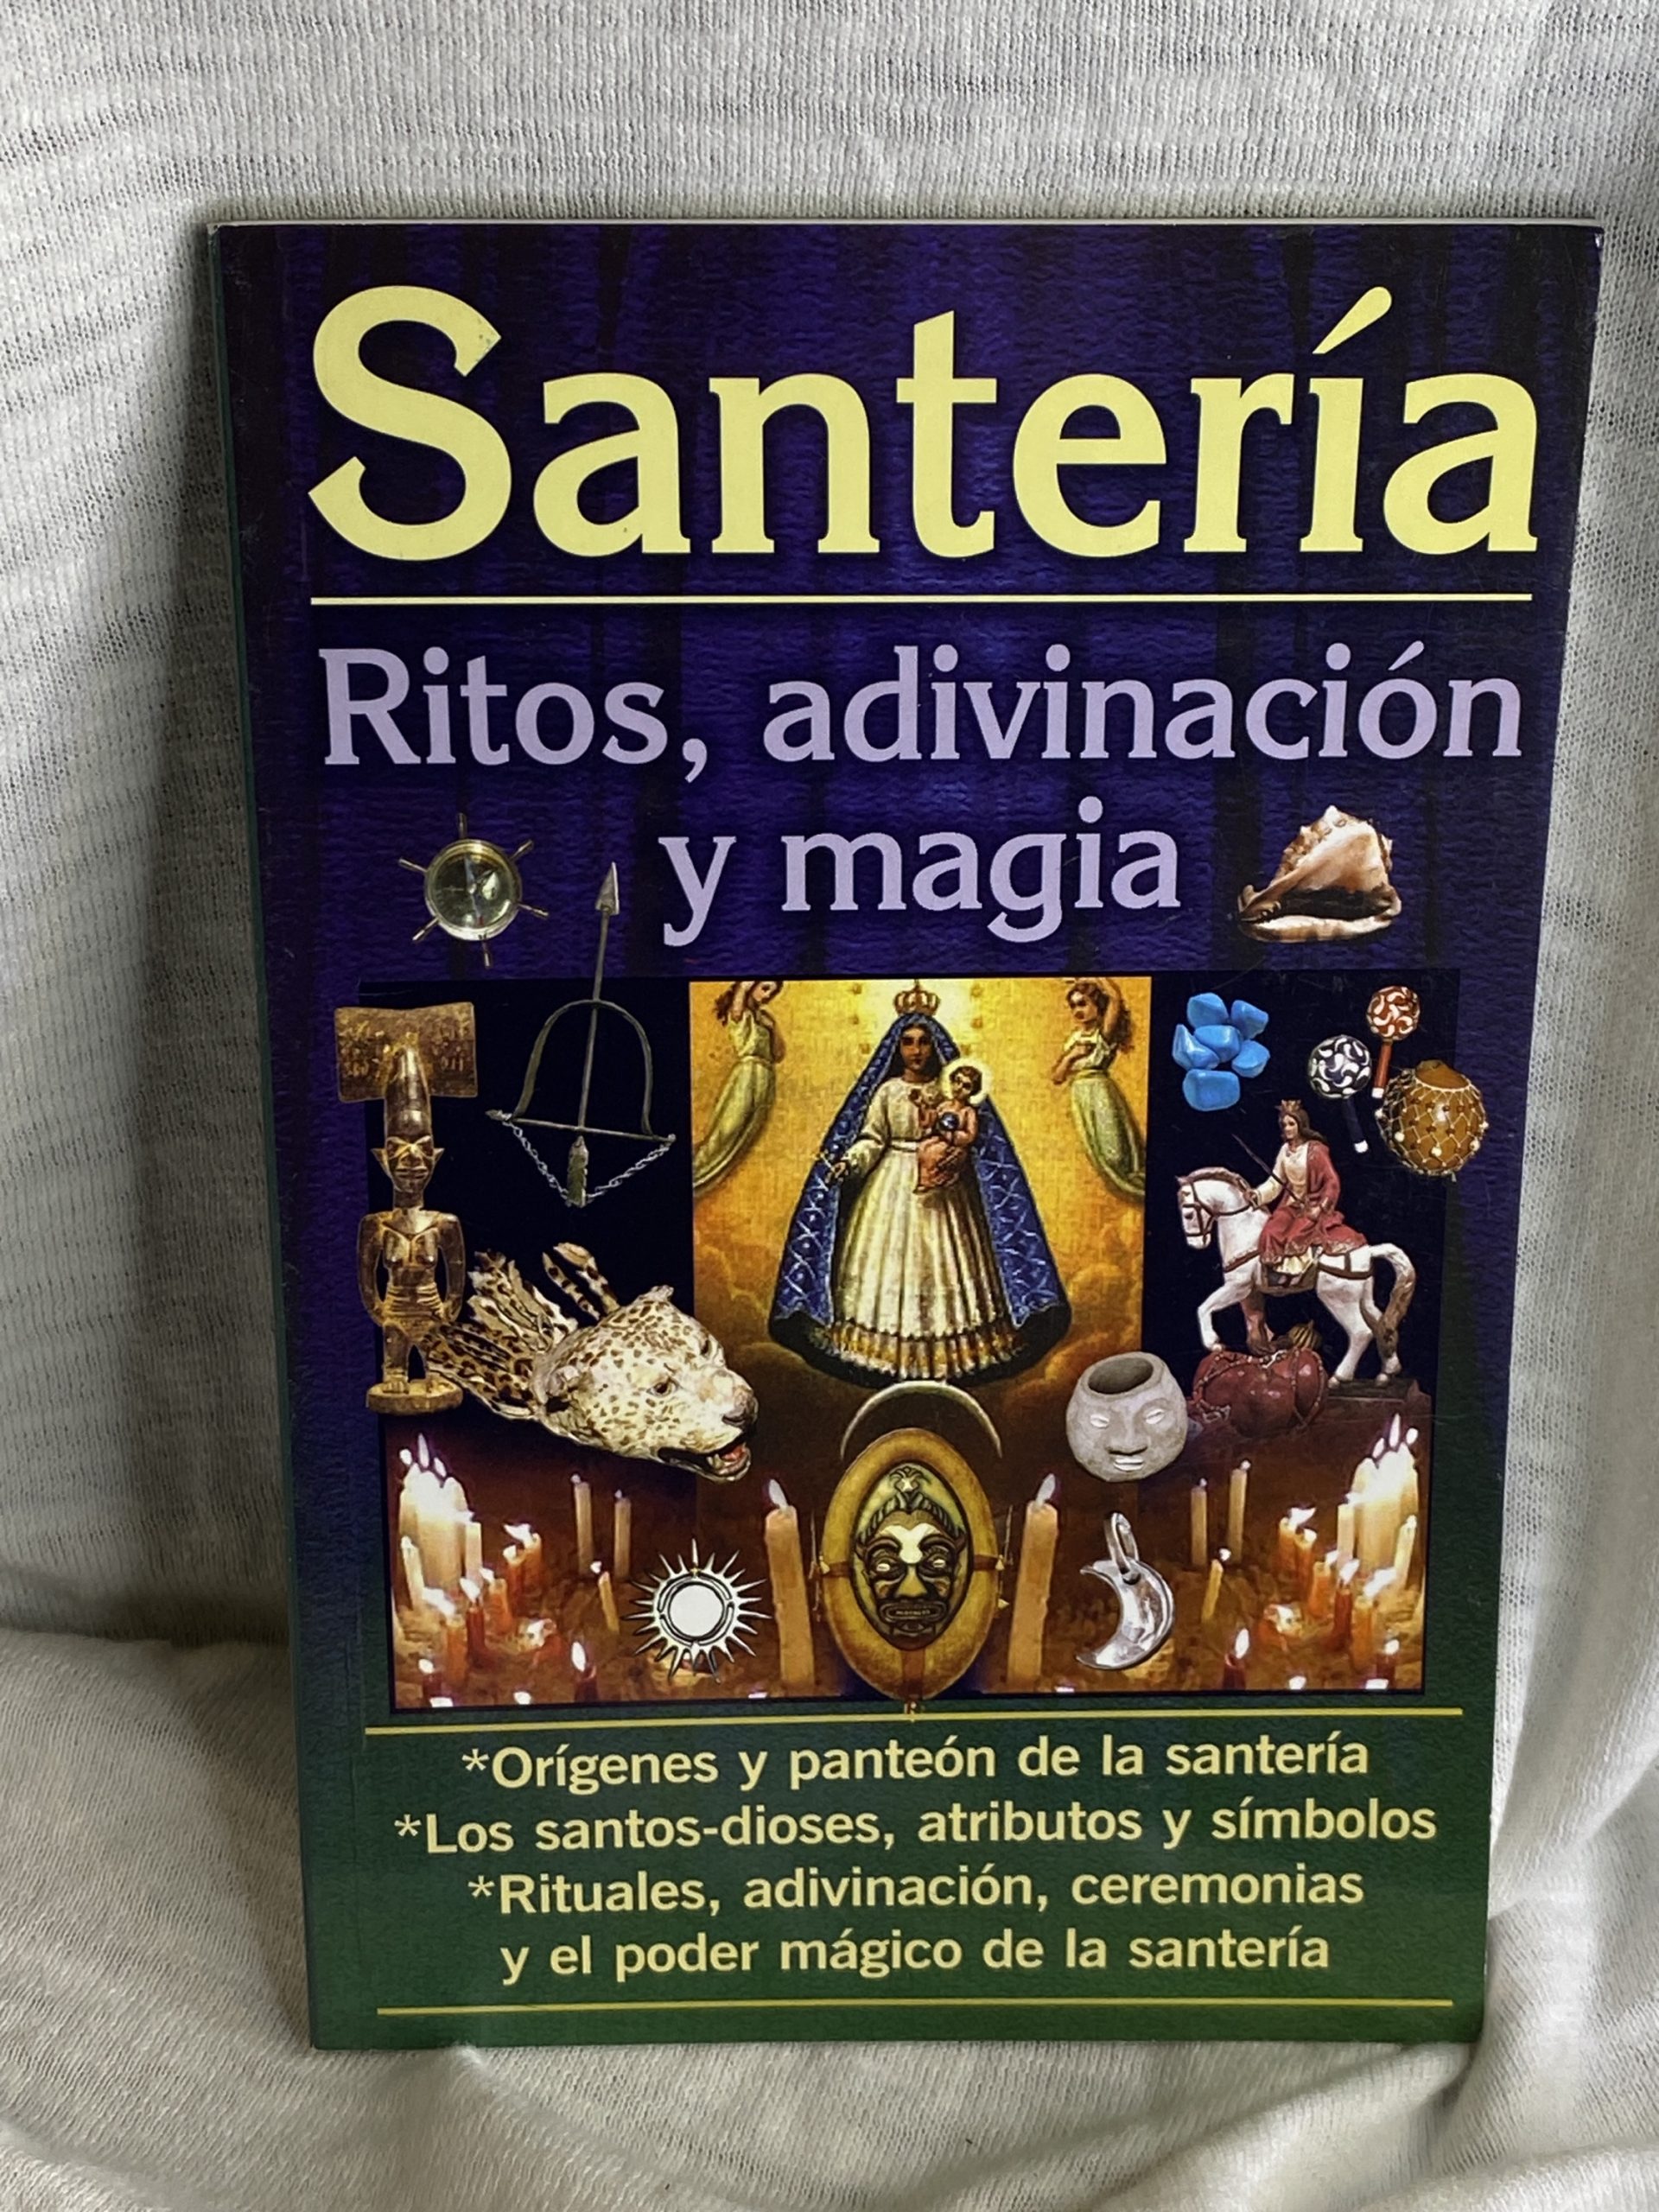 Santería
Ritos, adivinación
y magia
*Orígenes y panteón de la santería
*Los santos-dioses, atributos y símbolos
*Rituales, adivinación, ceremonias
y el poder mágico de la santería